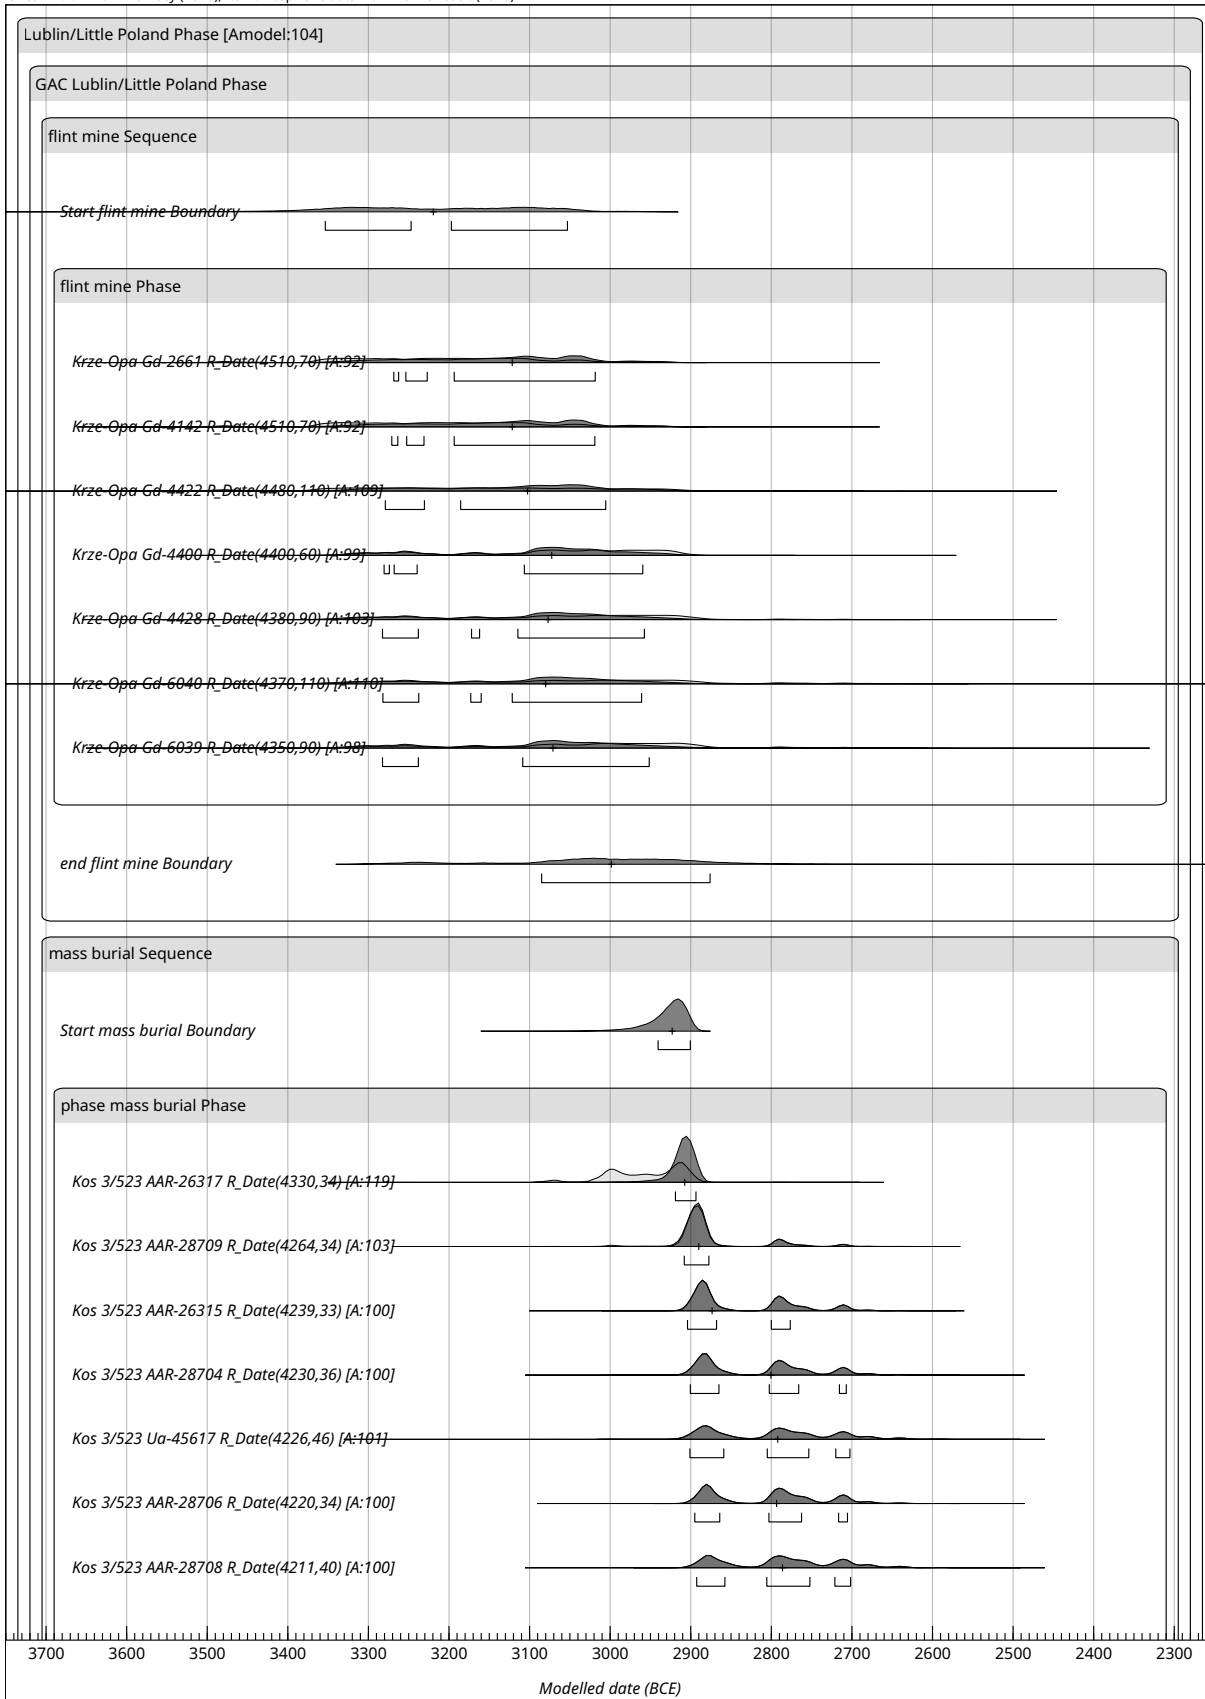 Lublin/Little Poland Phase [Amodel:104]
GAC Lublin/Little Poland Phase
flint mine Sequence
Start flint mine Boundary
flint mine Phase
Krze-Opa Gd-2661 R_Date(4510,70) [A:92]
Krze-Opa Gd-4142 R_Date(4510,70) [A:92]
Krze-Opa Gd-4422 R_Date(4480,110) [A:109]
Krze-Opa Gd-4400 R_Date(4400,60) [A:99]
Krze-Opa Gd-4428 R_Date(4380,90) [A:103]
Krze-Opa Gd-6040 R_Date(4370,110) [A:110]
Krze-Opa Gd-6039 R_Date(4350,90) [A:98]
end flint mine Boundary
mass burial Sequence
Start mass burial Boundary
phase mass burial Phase
Kos 3/523 AAR-26317 R_Date(4330,34) [A:119]
Kos 3/523 AAR-28709 R_Date(4264,34) [A:103]
Kos 3/523 AAR-26315 R_Date(4239,33) [A:100]
Kos 3/523 AAR-28704 R_Date(4230,36) [A:100]
Kos 3/523 Ua-45617 R_Date(4226,46) [A:101]
Kos 3/523 AAR-28706 R_Date(4220,34) [A:100]
Kos 3/523 AAR-28708 R_Date(4211,40) [A:100]
3700 3600 3500 3400 3300 3200 3100 3000 2900 2800 2700 2600 2500 2400 2300
Modelled date (BCE)